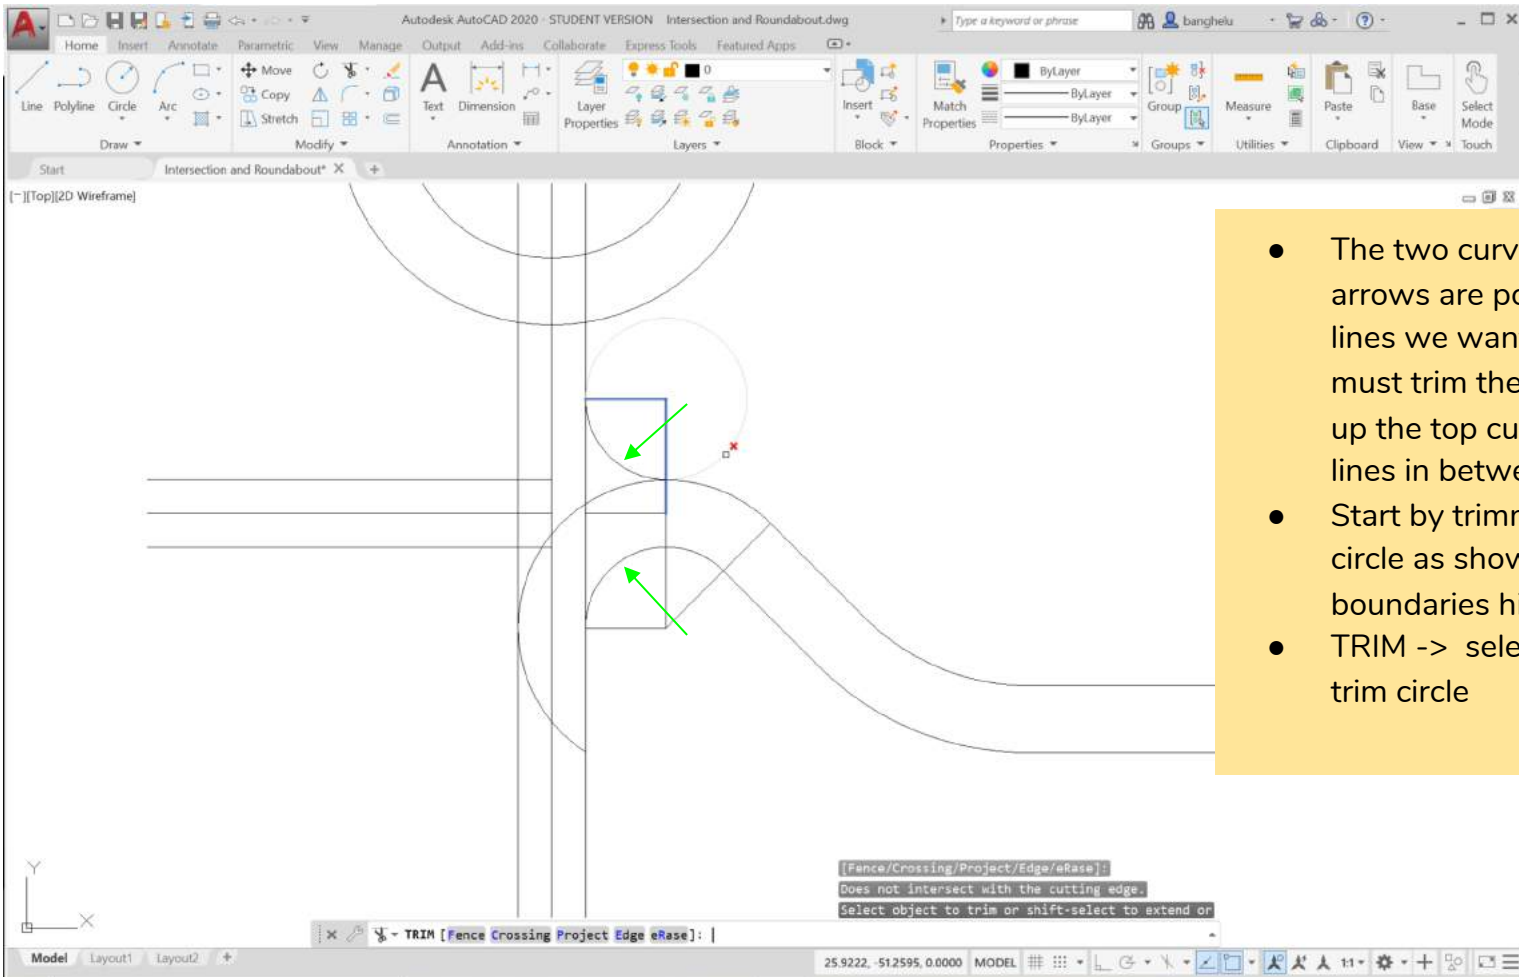 Autodesk AutoCAD 2020 - STUDENT VERSION Intersection and Roundabout.dwg
Type a keyword or phrase
banghelu
Home Insert Annotate Parametric View Manage Output Add-ins Collaborate Express Tools Featured Apps
Line Polyline Circle Arc
Move
Copy
Stretch
Text Dimension
Layer
Properties
0
Insert
Match
Properties
ByLayer
ByLayer
ByLayer
Group
Measure
Paste
Base
Select
Mode
Draw Modify Annotation Layers Block Properties Groups Utilities Clipboard View Touch
Start Intersection and Roundabout* X +
[−][Top][2D Wireframe]
● The two curv
arrows are po
lines we wan
must trim the
up the top cu
lines in betwe
● Start by trimm
circle as show
boundaries hi
● TRIM -> sele
trim circle
Y
X
[Fence/Crossing/Project/Edge/eRase]:
Does not intersect with the cutting edge.
Select object to trim or shift-select to extend or
TRIM [Fence Crossing Project Edge eRase]:
Model Layout1 Layout2 +
25.9222, -51.2595, 0.0000 MODEL 1:1